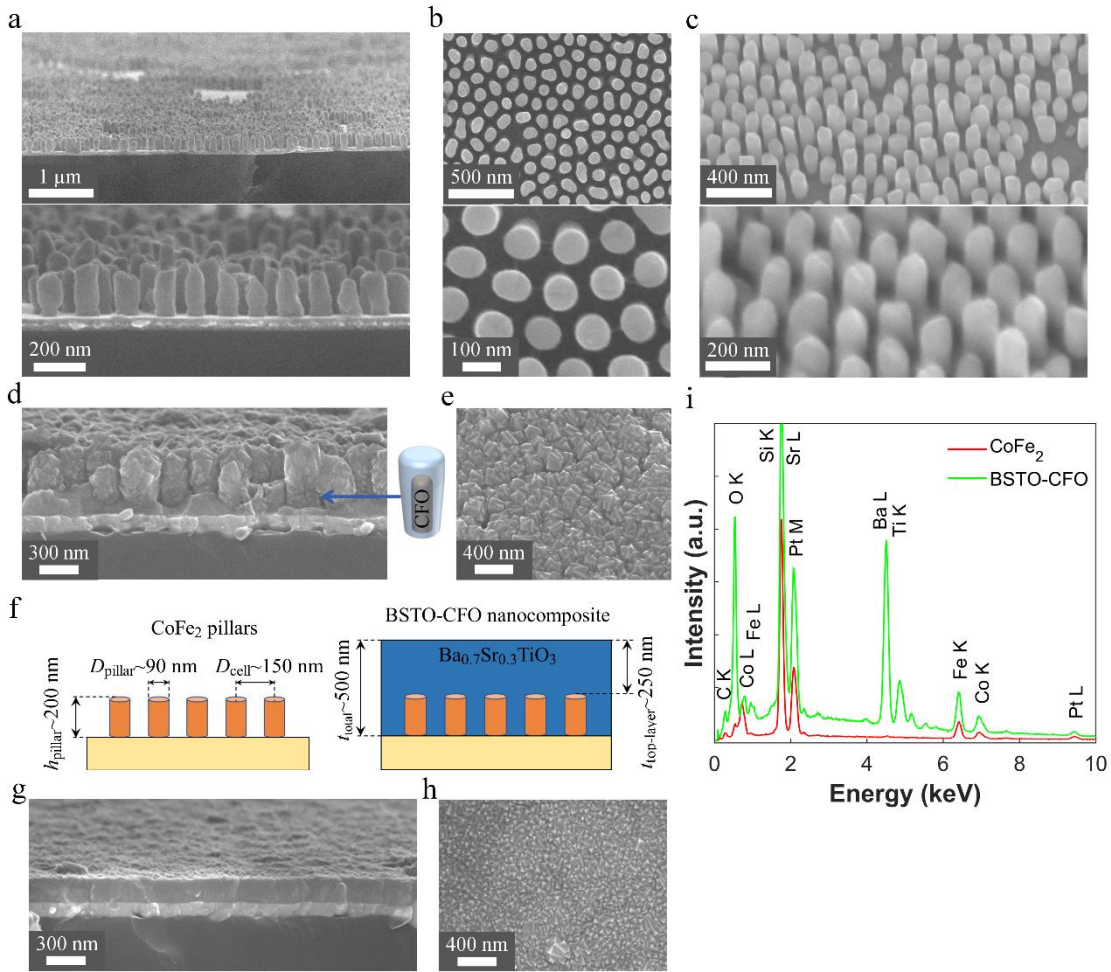 a
1 µm
200 nm
b
500 nm
100 nm
c
400 nm
200 nm
d
300 nm
CFO
e
400 nm
f
CoFe2 pillars
Dpillar~90 nm
Dcell~150 nm
hpillar~200 nm
BSTO-CFO nanocomposite
Ba0.7Sr0.3TiO3
ttotal~500 nm
ttop-layer~250 nm
g
300 nm
h
400 nm
i
CoFe2
BSTO-CFO
C K
O K
Co L
Fe L
Si K
Sr L
Pt M
Ba L
Ti K
Fe K
Co K
Pt L
Intensity (a.u.)
0 2 4 6 8 10
Energy (keV)